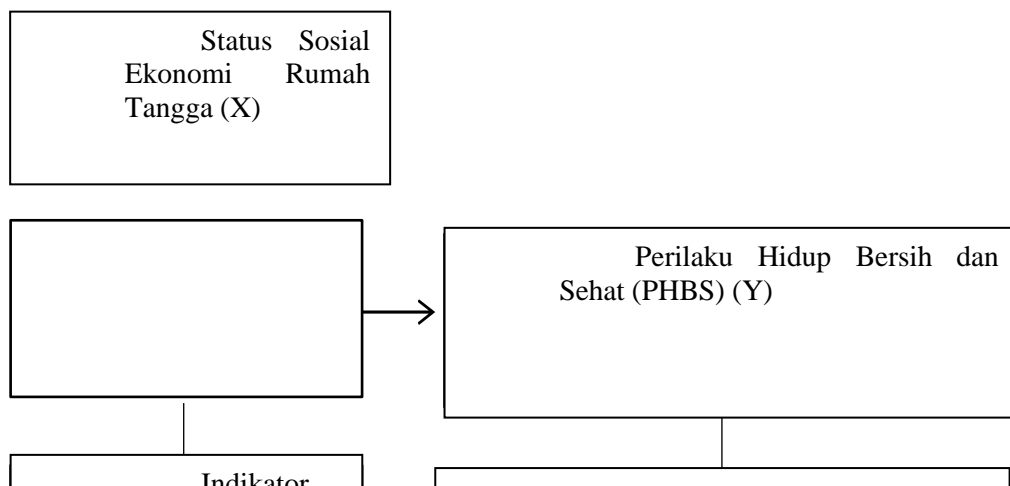 Status Sosial
Ekonomi Rumah
Tangga (X)
Perilaku Hidup Bersih dan
Sehat (PHBS) (Y)
Indikator